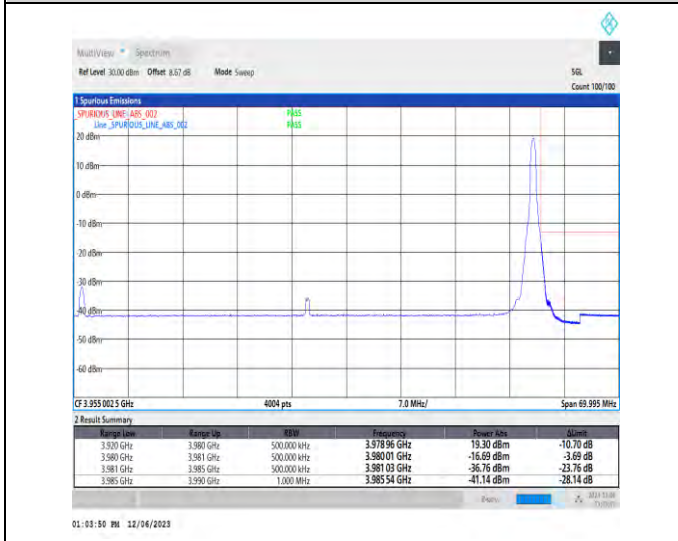 MultiView Spectrum
Ref Level 30.00 dBm Offset 8.67 dB Mode Sweep SGL
Count 100/100
1 Spurious Emissions
_SPURIOUS_LINE_ABS_002 PASS
Line _SPURIOUS_LINE_ABS_002 PASS
20 dBm
10 dBm
0 dBm
-10 dBm
-20 dBm
-30 dBm
-40 dBm
-50 dBm
-60 dBm
CF 3.955 002 5 GHz 4004 pts 7.0 MHz/ Span 69.995 MHz
2 Result Summary
Range Low Range Up RBW Frequency Power Abs ΔLimit
3.920 GHz 3.980 GHz 500.000 kHz 3.978 96 GHz 19.30 dBm -10.70 dB
3.980 GHz 3.981 GHz 500.000 kHz 3.980 01 GHz -16.69 dBm -3.69 dB
3.981 GHz 3.985 GHz 500.000 kHz 3.981 03 GHz -36.76 dBm -23.76 dB
3.985 GHz 3.990 GHz 1.000 MHz 3.985 54 GHz -41.14 dBm -28.14 dB
01:03:50 PM 12/06/2023